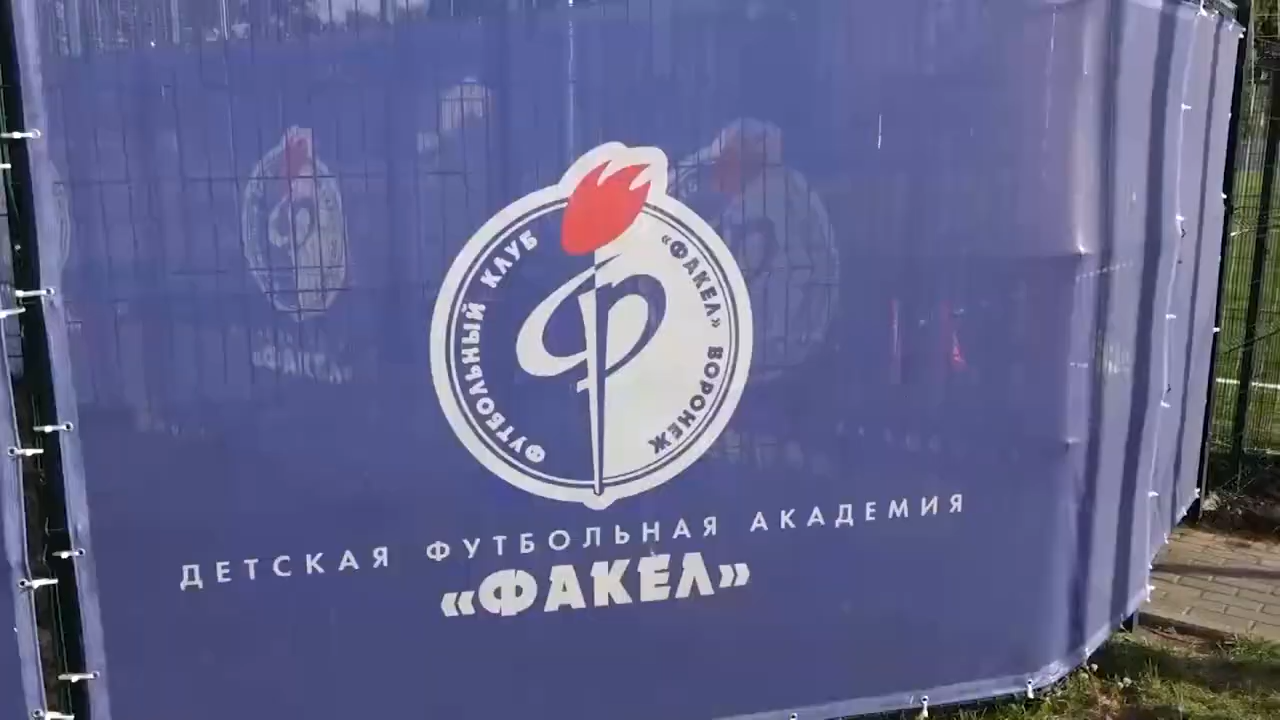 ФУТБОЛЬНЫЙ КЛУБ
«ФАКЕЛ» ВОРОНЕЖ
ДЕТСКАЯ ФУТБОЛЬНАЯ АКАДЕМИЯ
«ФАКЕЛ»